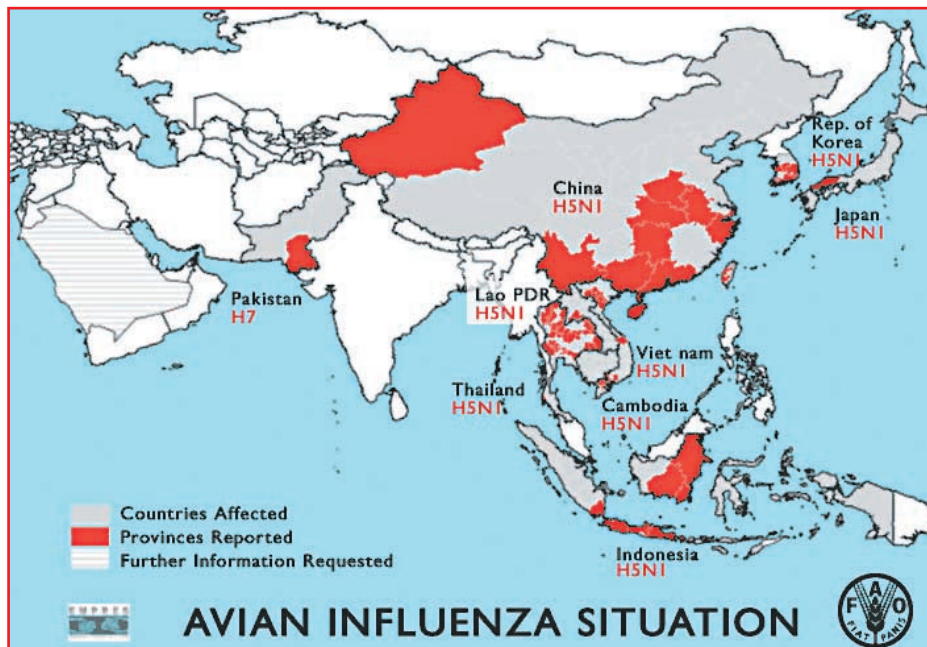 Rep. of
Korea
H5N1
China
H5N1
Japan
H5N1
Pakistan
H7
Lao PDR
H5N1
Viet nam
H5N1
Thailand
H5N1
Cambodia
H5N1
Indonesia
H5N1
Countries Affected
Provinces Reported
Further Information Requested
EMPRES
AVIAN INFLUENZA SITUATION
F A O
FIAT PANIS